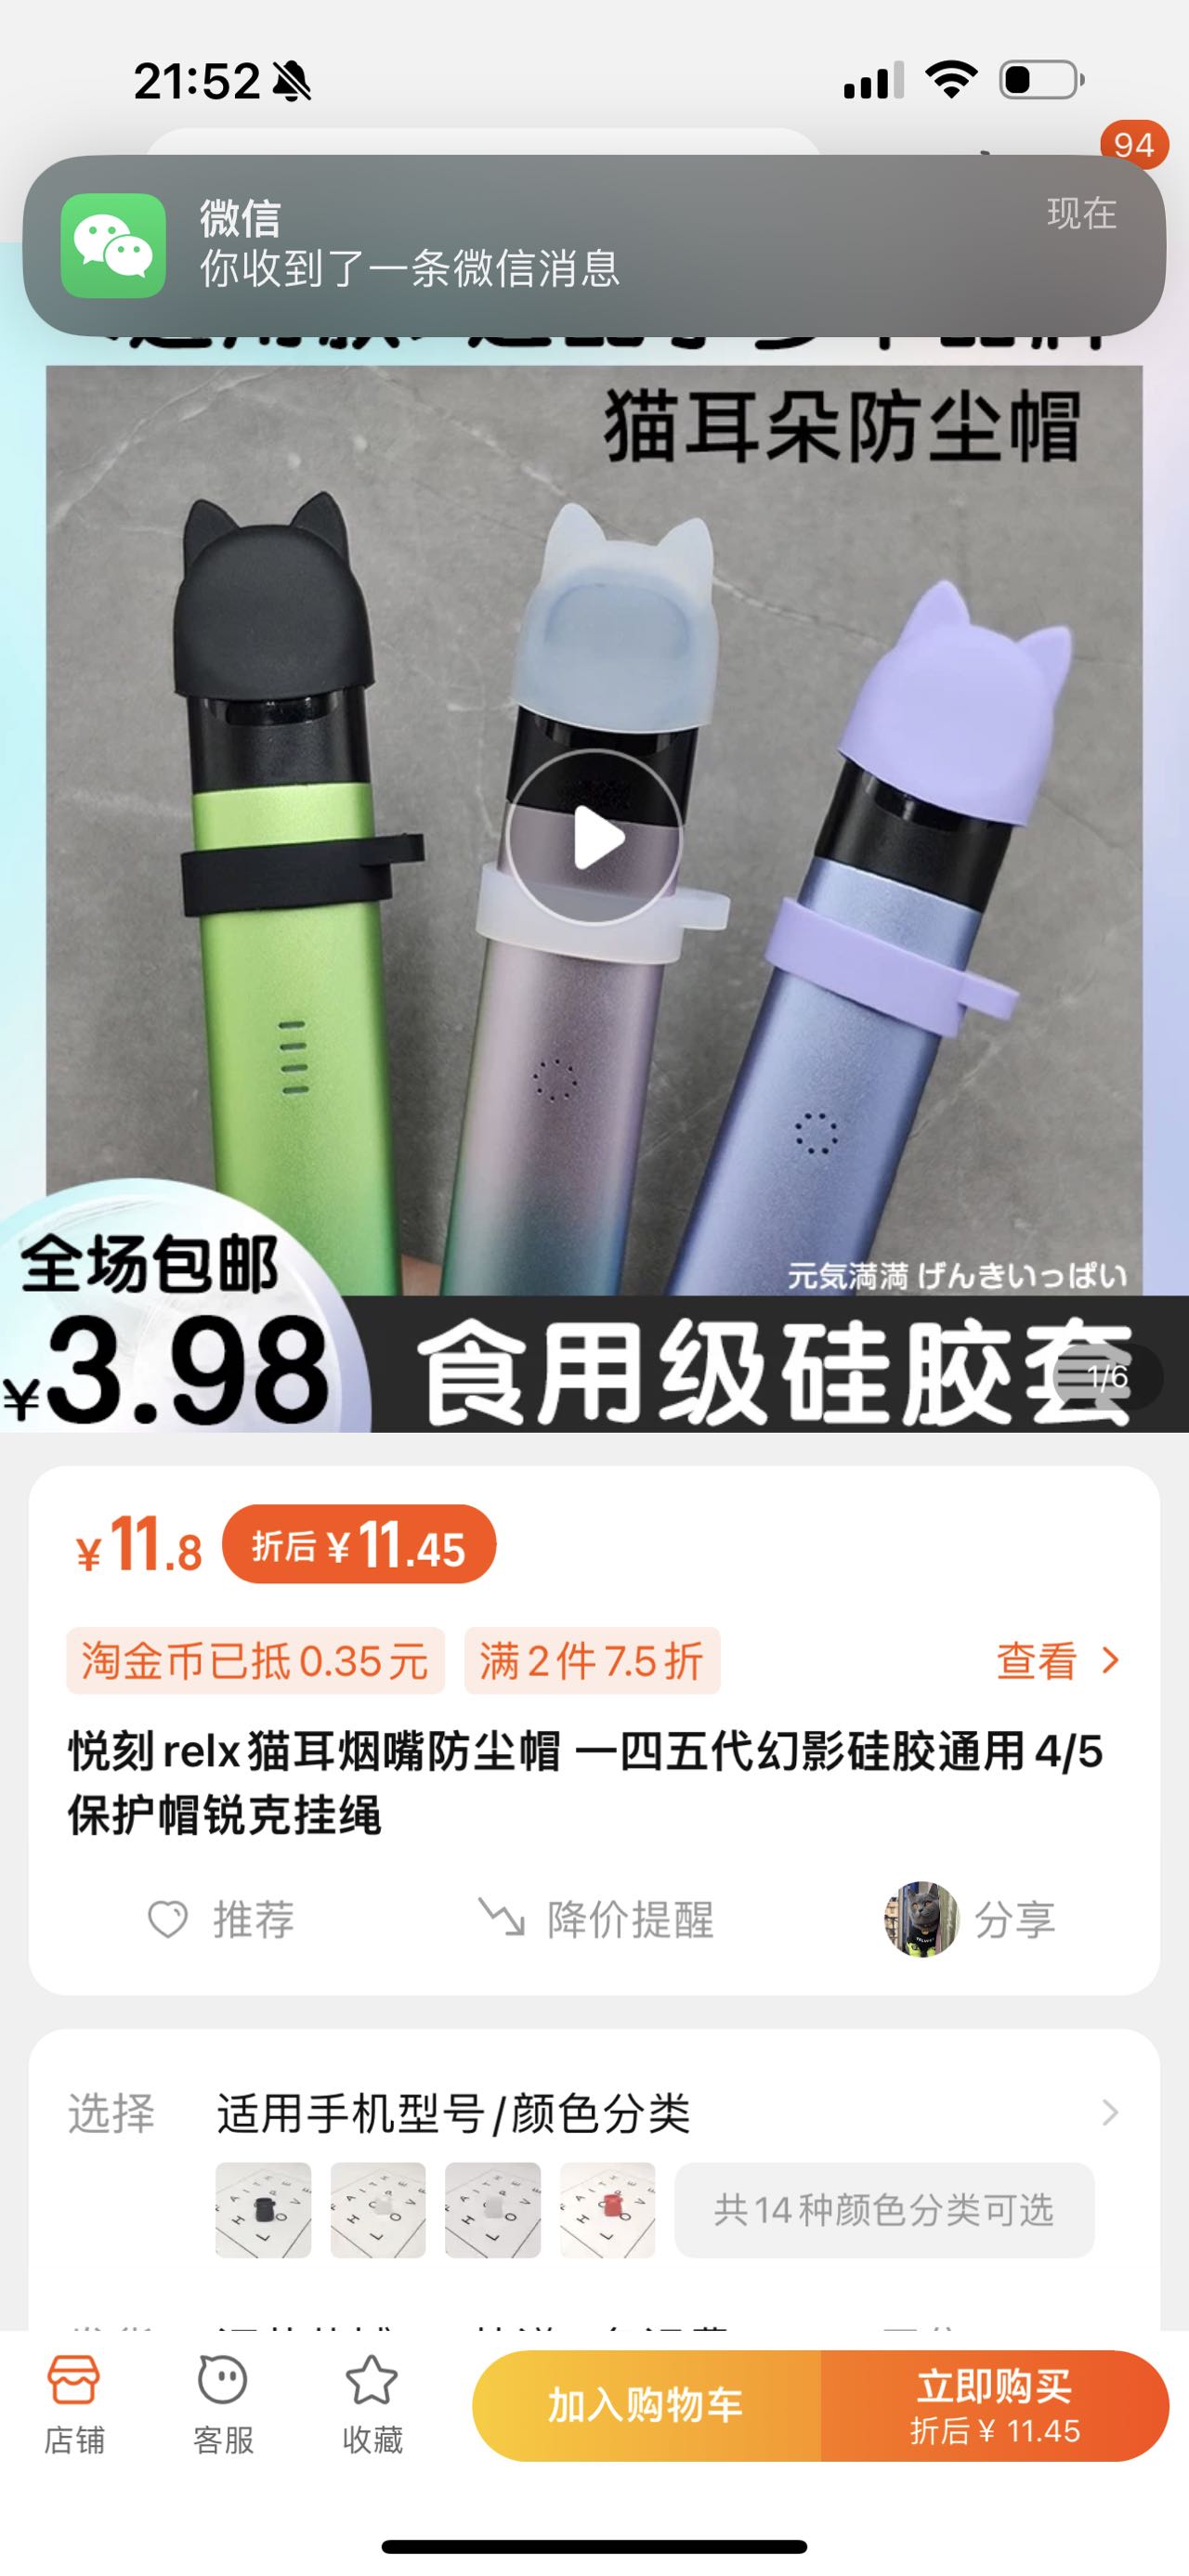 21:52
94
微信
现在
你收到了一条微信消息
猫耳朵防尘帽
元気満満 げんきいっぱい
全场包邮
¥3.98
食用级硅胶套
1/6
¥11.8 折后¥11.45
淘金币已抵0.35元 满2件7.5折 查看
悦刻relx猫耳烟嘴防尘帽 一四五代幻影硅胶通用4/5
保护帽锐克挂绳
推荐 降价提醒 分享
选择 适用手机型号/颜色分类
共14种颜色分类可选
店铺 客服 收藏
加入购物车
立即购买
折后¥ 11.45